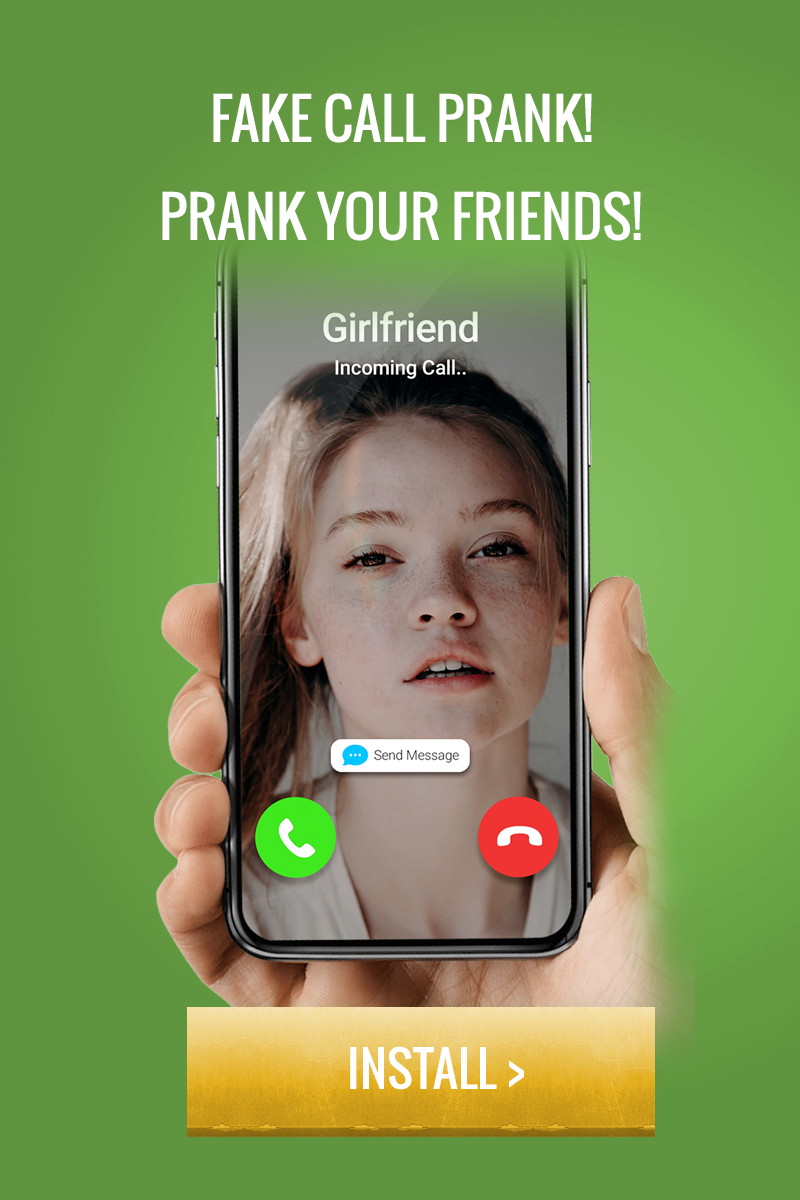 FAKE CALL PRANK!
PRANK YOUR FRIENDS!
Girlfriend
Incoming Call..
Send Message
INSTALL >